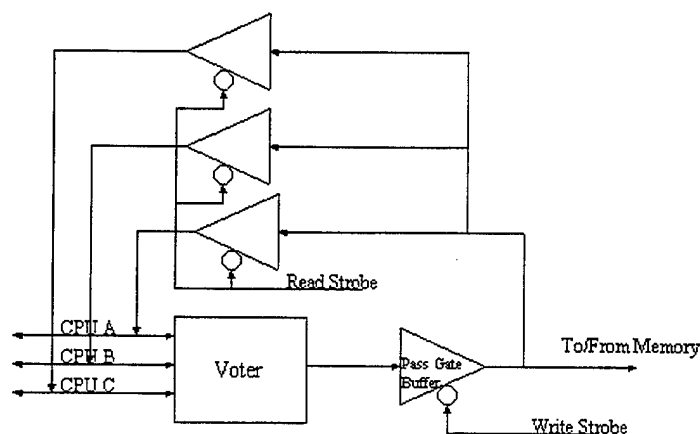 Read Strobe
CPU A
CPU B
CPU C
Voter
Pass Gate
Buffer
To/From Memory
Write Strobe